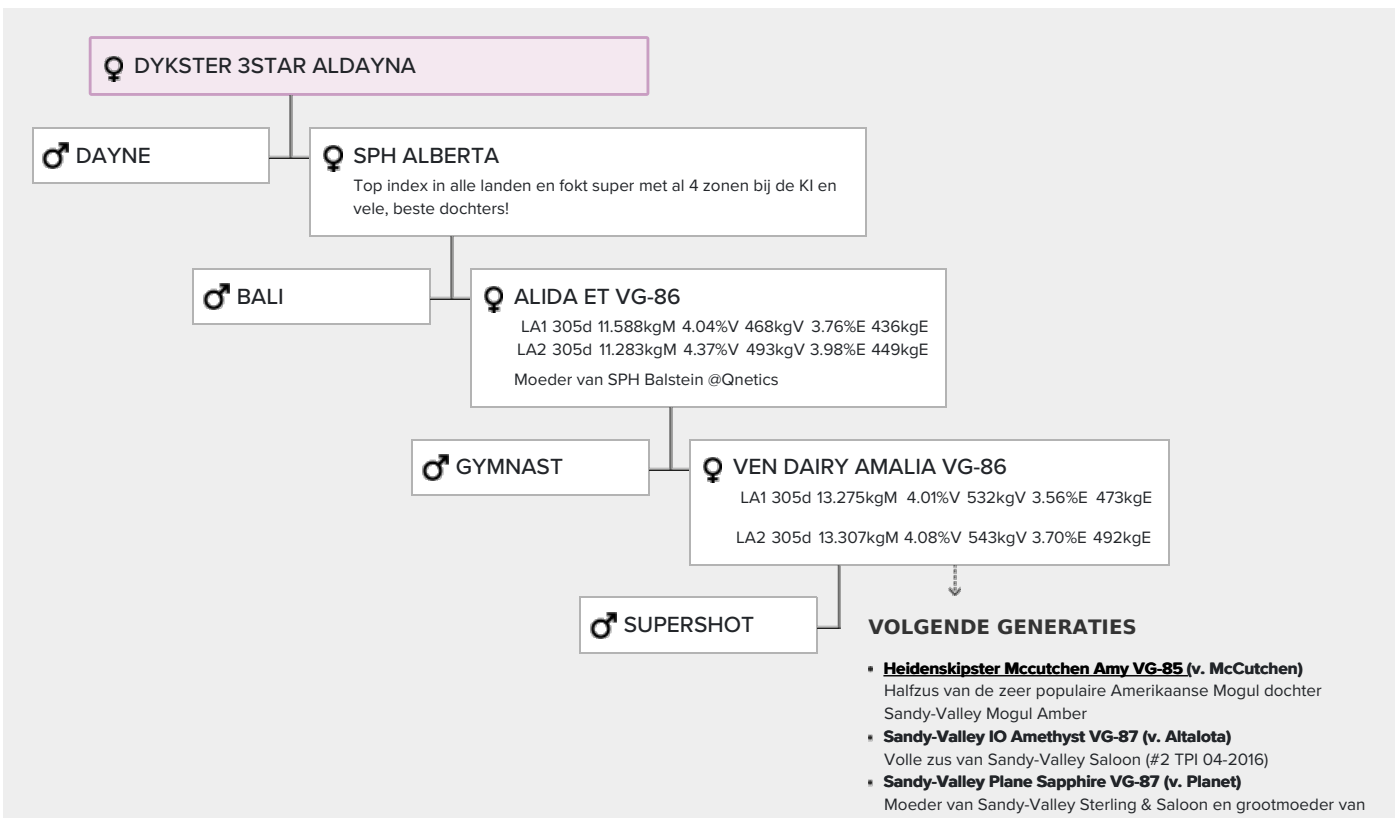 DYKSTER 3STAR ALDAYNA
DAYNE
SPH ALBERTA
Top index in alle landen en fokt super met al 4 zonen bij de KI en
vele, beste dochters!
BALI
ALIDA ET VG-86
LA1 305d 11.588kgM 4.04%V 468kgV 3.76%E 436kgE
LA2 305d 11.283kgM 4.37%V 493kgV 3.98%E 449kgE
Moeder van SPH Balstein @Qnetics
GYMNAST
VEN DAIRY AMALIA VG-86
LA1 305d 13.275kgM 4.01%V 532kgV 3.56%E 473kgE
LA2 305d 13.307kgM 4.08%V 543kgV 3.70%E 492kgE
SUPERSHOT
VOLGENDE GENERATIES
▪ Heidenskipster Mccutchen Amy VG-85 (v. McCutchen)
Halfzus van de zeer populaire Amerikaanse Mogul dochter
Sandy-Valley Mogul Amber
▪ Sandy-Valley IO Amethyst VG-87 (v. AltaIota)
Volle zus van Sandy-Valley Saloon (#2 TPI 04-2016)
▪ Sandy-Valley Plane Sapphire VG-87 (v. Planet)
Moeder van Sandy-Valley Sterling & Saloon en grootmoeder van